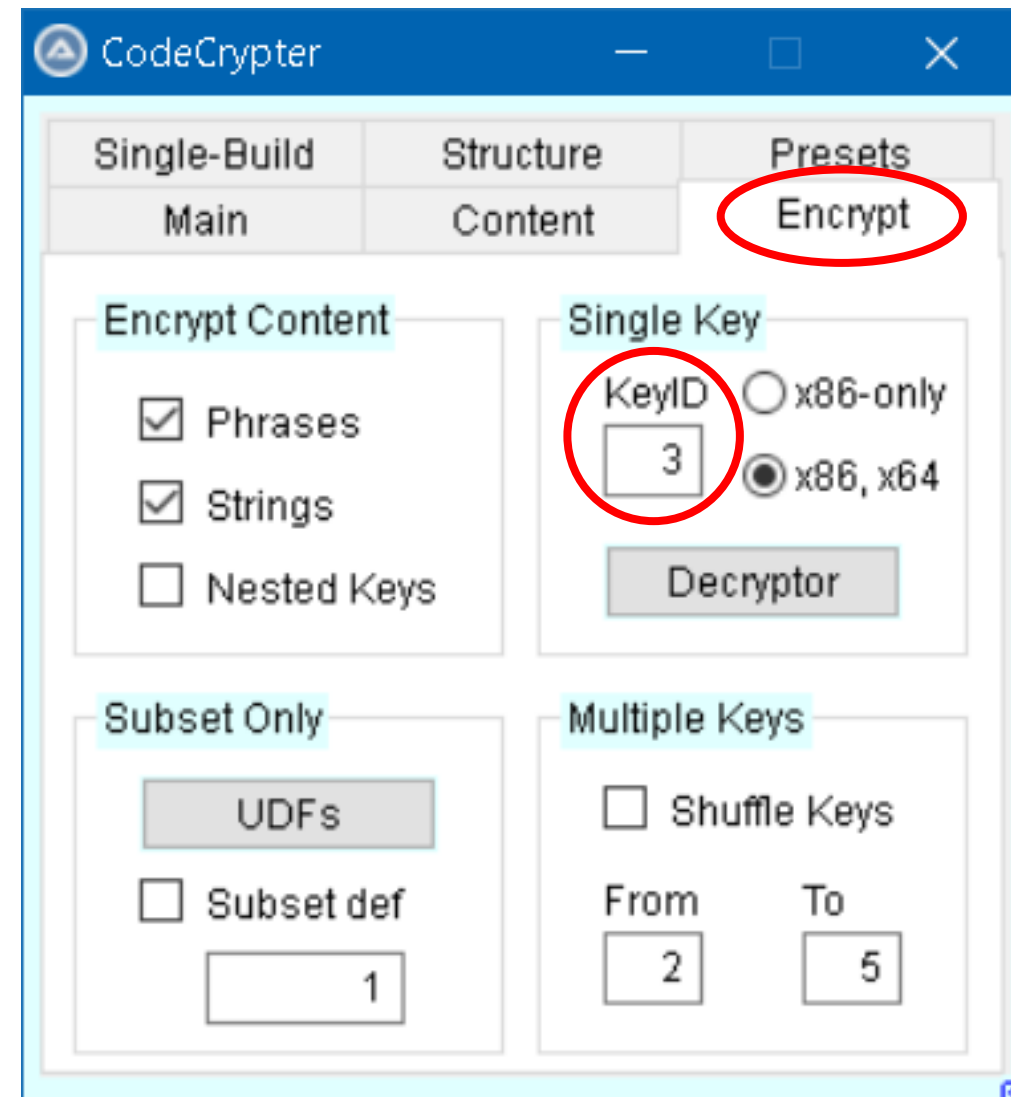 CodeCrypter
Single-Build Structure Presets
Main Content Encrypt
Encrypt Content
Phrases
Strings
Nested Keys
Single Key
KeyID x86-only
3 x86, x64
Decryptor
Subset Only
UDFs
Subset def
1
Multiple Keys
Shuffle Keys
From To
2 5